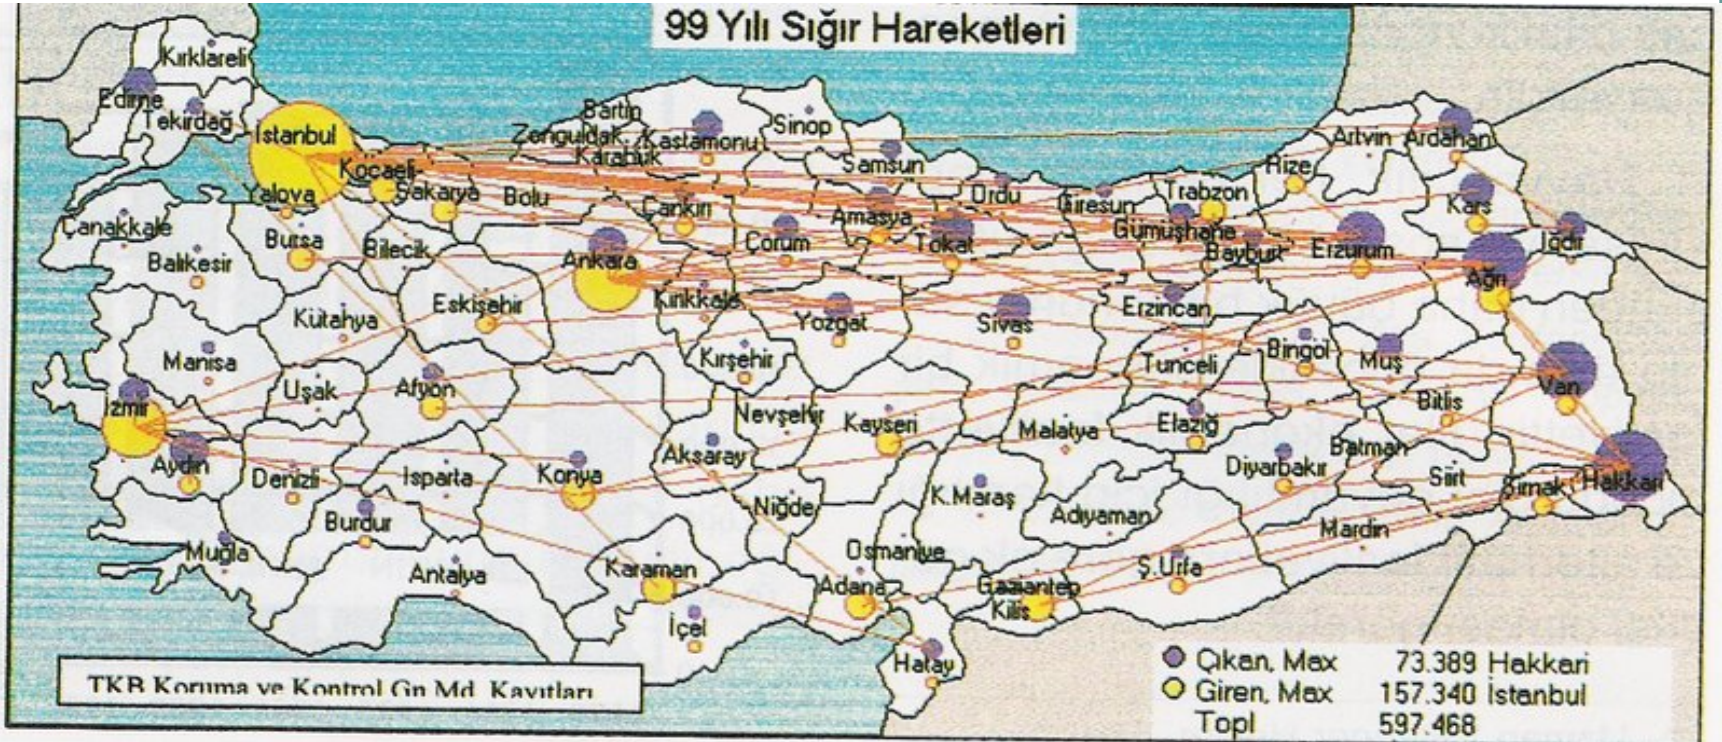 99 Yılı Sığır Hareketleri
Kırklareli
Edirne
Tekirdağ
İstanbul
Kocaeli
Yalova
Sakarya
Bolu
Bartın
Zonguldak
Karabük
Kastamonu
Sinop
Samsun
Çankırı
Amasya
Ordu
Giresun
Trabzon
Rize
Artvin
Ardahan
Kars
Iğdır
Çanakkale
Balıkesir
Bursa
Bilecik
Ankara
Çorum
Tokat
Gümüşhane
Bayburt
Erzurum
Ağrı
Kütahya
Eskişehir
Kırıkkale
Yozgat
Sivas
Erzincan
Manisa
Uşak
Afyon
Kırşehir
Tunceli
Bingöl
Muş
Van
Bitlis
İzmir
Aydın
Denizli
Isparta
Konya
Aksaray
Nevşehir
Kayseri
Malatya
Elazığ
Diyarbakır
Batman
Siirt
Şırnak
Hakkari
Muğla
Burdur
Antalya
Karaman
Niğde
K.Maraş
Adıyaman
Mardin
İçel
Adana
Osmaniye
Gaziantep
Kilis
Ş.Urfa
Hatay
TKB Koruma ve Kontrol Gn Md. Kayıtları
Çıkan, Max 73.389 Hakkari
Giren, Max 157.340 İstanbul
Topl 597.468